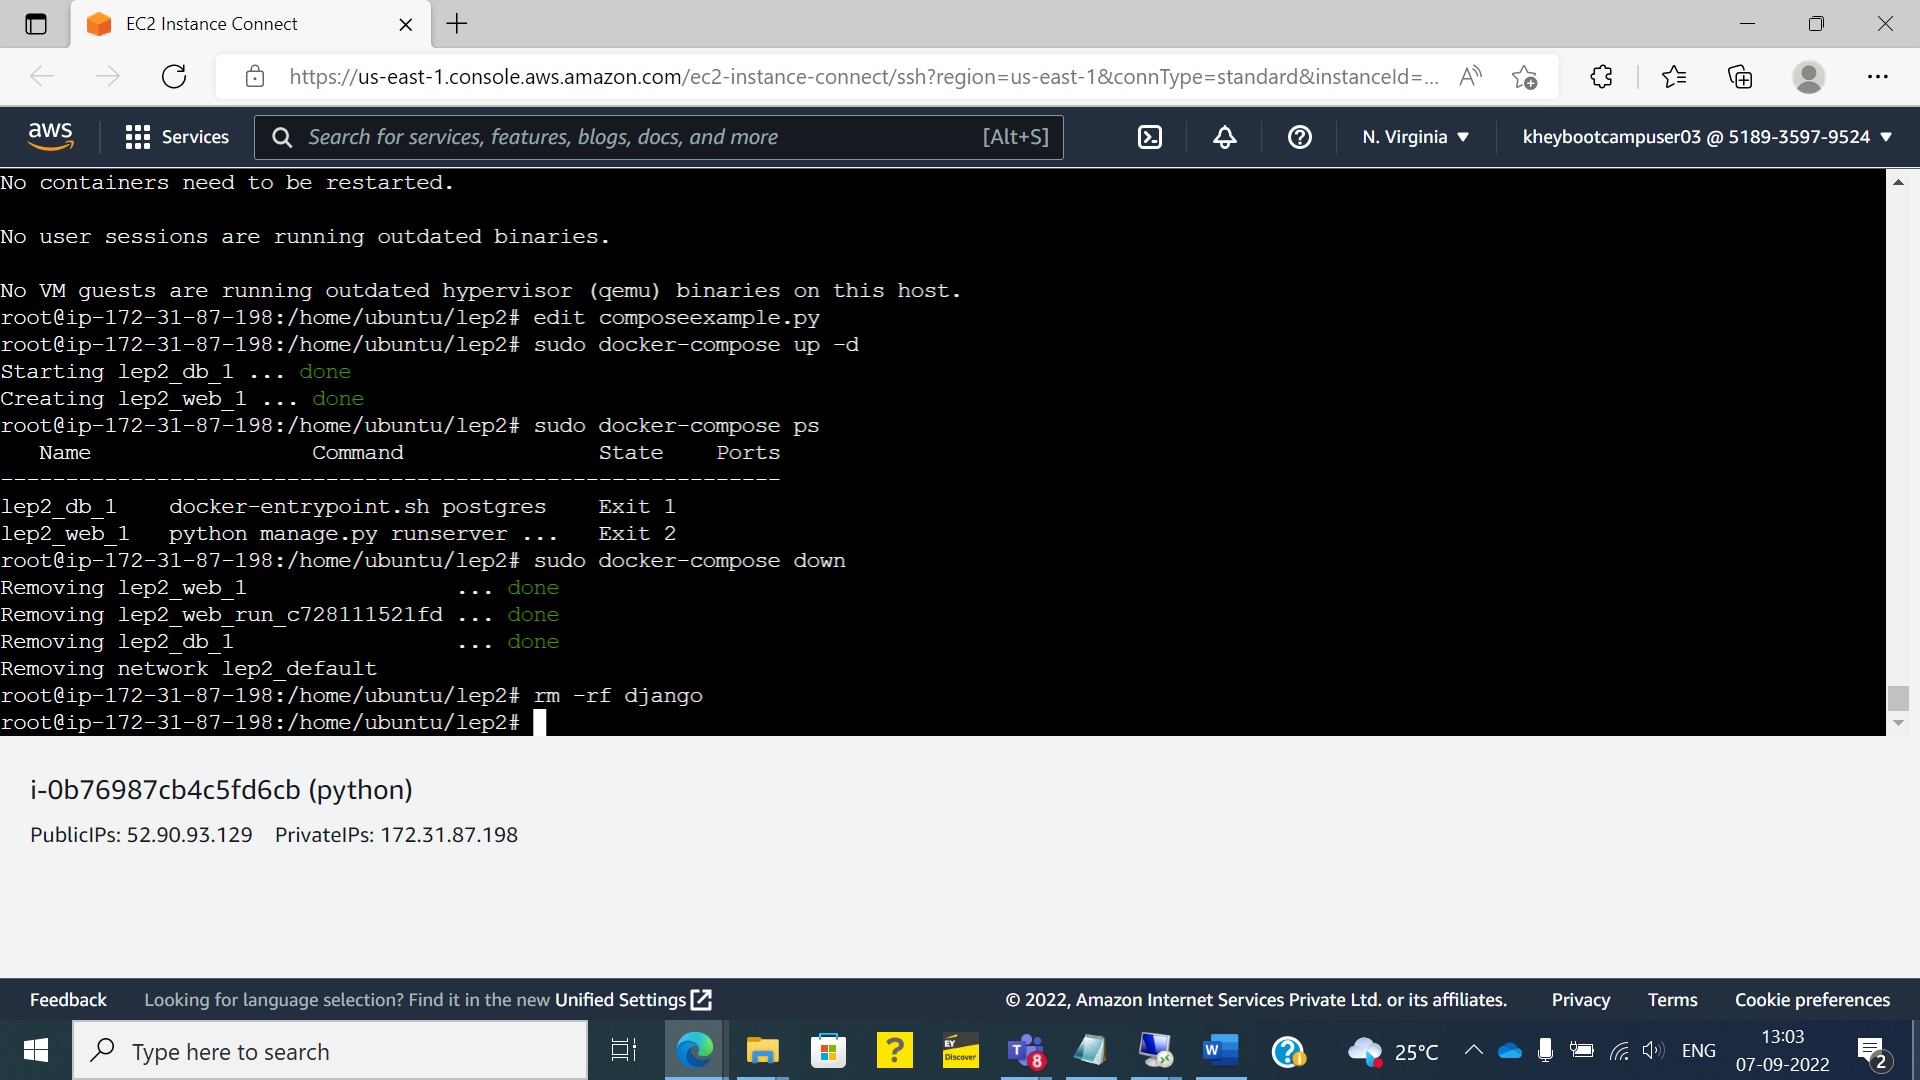 EC2 Instance Connect
https://us-east-1.console.aws.amazon.com/ec2-instance-connect/ssh?region=us-east-1&connType=standard&instanceId=...
aws
Services
Search for services, features, blogs, docs, and more
[Alt+S]
N. Virginia
kheybootcampuser03 @ 5189-3597-9524
No containers need to be restarted.
No user sessions are running outdated binaries.
No VM guests are running outdated hypervisor (qemu) binaries on this host.
root@ip-172-31-87-198:/home/ubuntu/lep2# edit composeexample.py
root@ip-172-31-87-198:/home/ubuntu/lep2# sudo docker-compose up -d
Starting lep2_db_1 ... done
Creating lep2_web_1 ... done
root@ip-172-31-87-198:/home/ubuntu/lep2# sudo docker-compose ps
Name Command State Ports
------------------------------------------------------------
lep2_db_1 docker-entrypoint.sh postgres Exit 1
lep2_web_1 python manage.py runserver ... Exit 2
root@ip-172-31-87-198:/home/ubuntu/lep2# sudo docker-compose down
Removing lep2_web_1 ... done
Removing lep2_web_run_c728111521fd ... done
Removing lep2_db_1 ... done
Removing network lep2_default
root@ip-172-31-87-198:/home/ubuntu/lep2# rm -rf django
root@ip-172-31-87-198:/home/ubuntu/lep2#
i-0b76987cb4c5fd6cb (python)
PublicIPs: 52.90.93.129 PrivateIPs: 172.31.87.198
Feedback Looking for language selection? Find it in the new Unified Settings © 2022, Amazon Internet Services Private Ltd. or its affiliates. Privacy Terms Cookie preferences
Type here to search
EY
Discover
T
8
W
25°C
ENG
13:03
07-09-2022
2